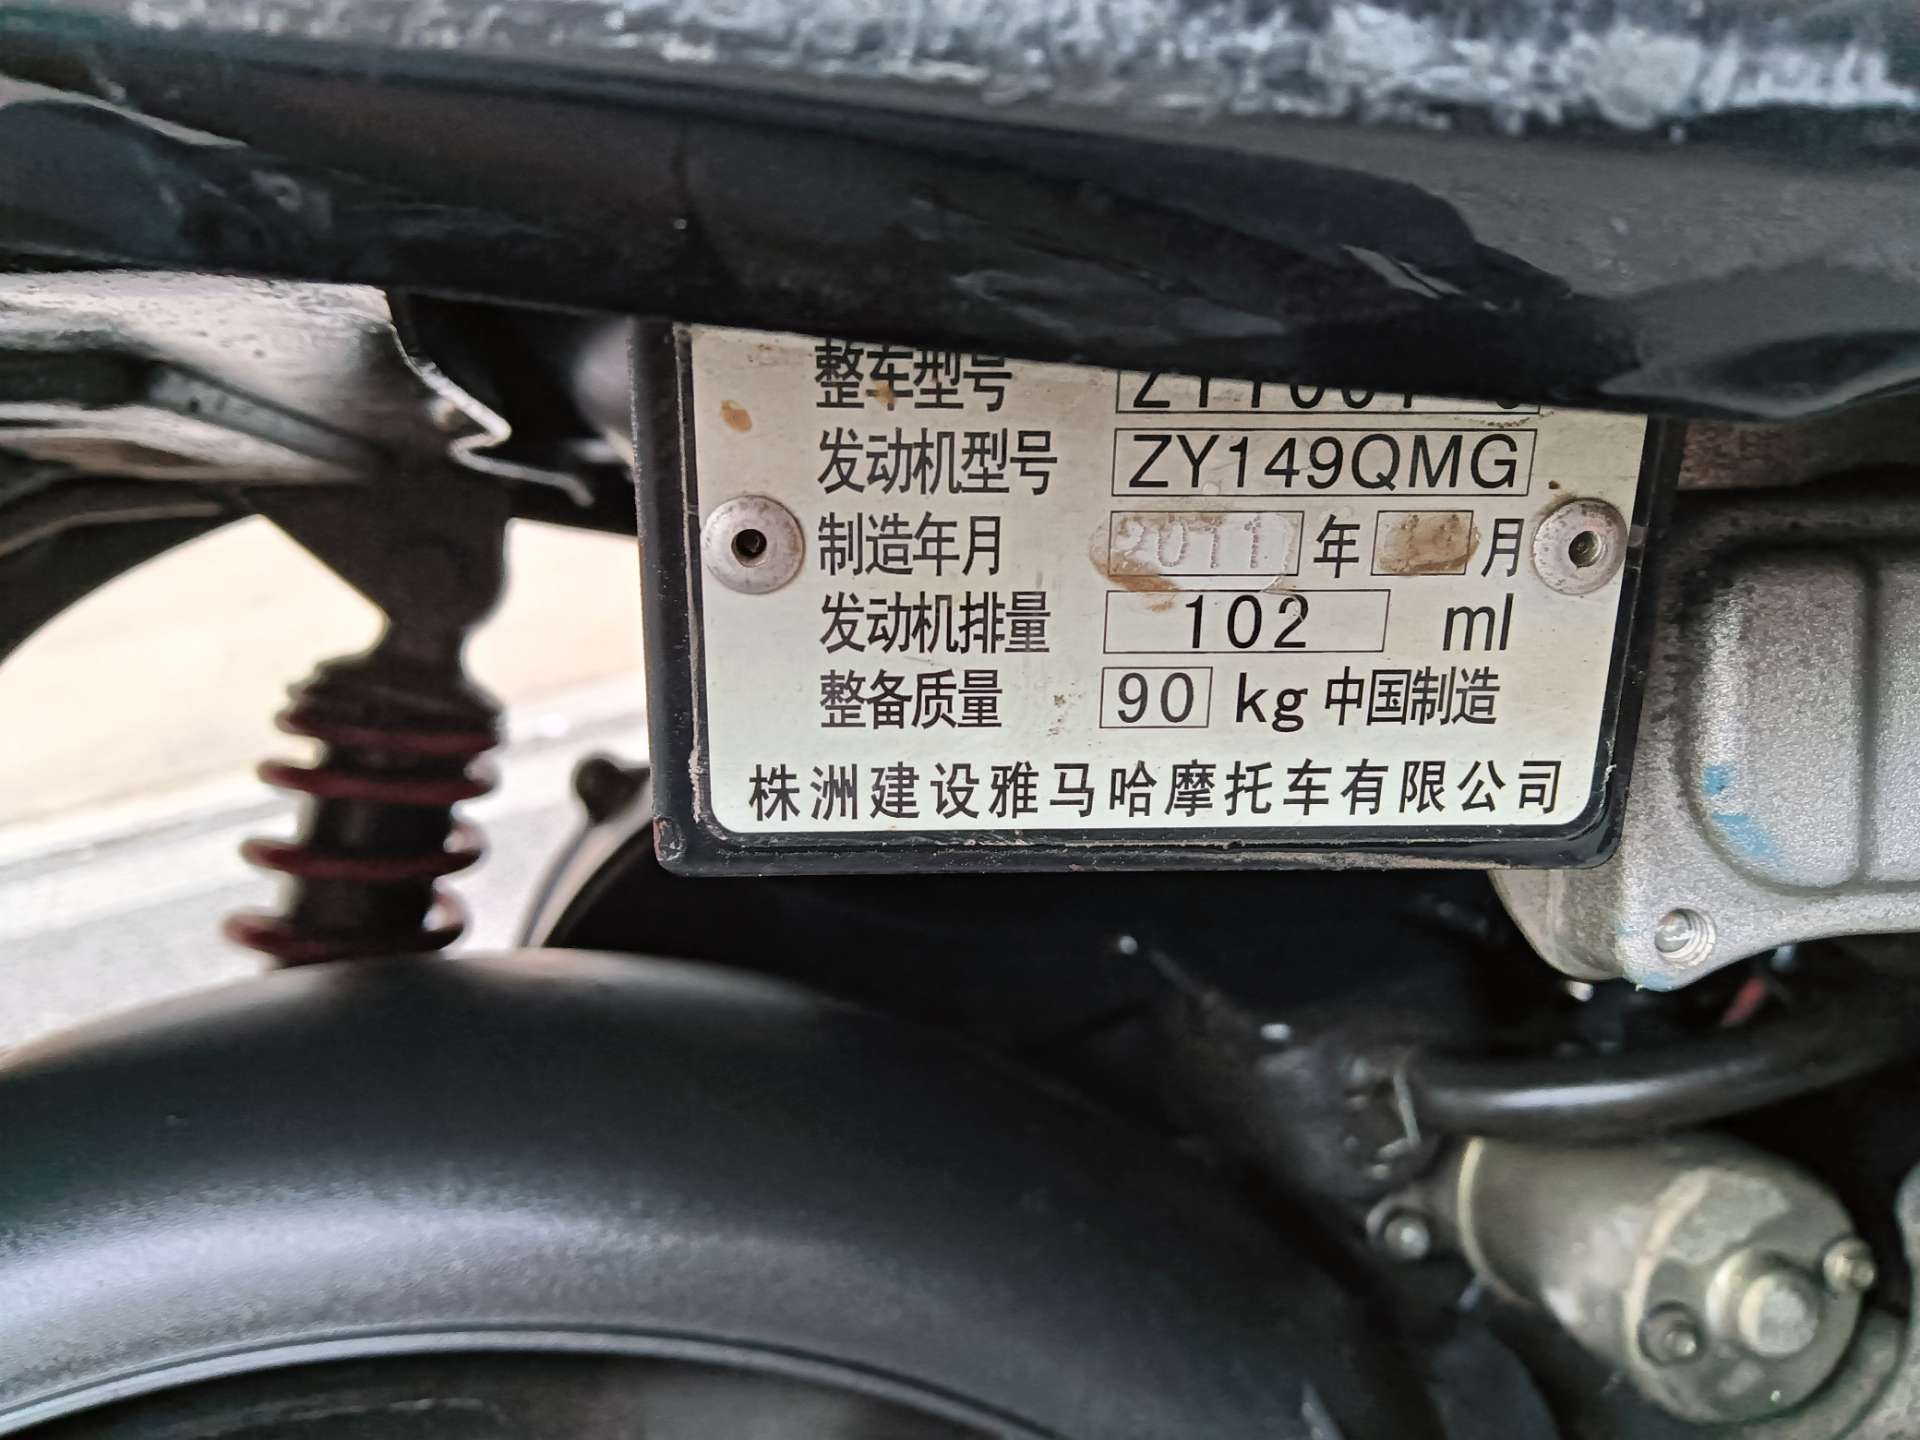 整车型号
发动机型号 ZY149QMG
制造年月 2011 年 月
发动机排量 102 ml
整备质量 90 kg 中国制造
株洲建设雅马哈摩托车有限公司